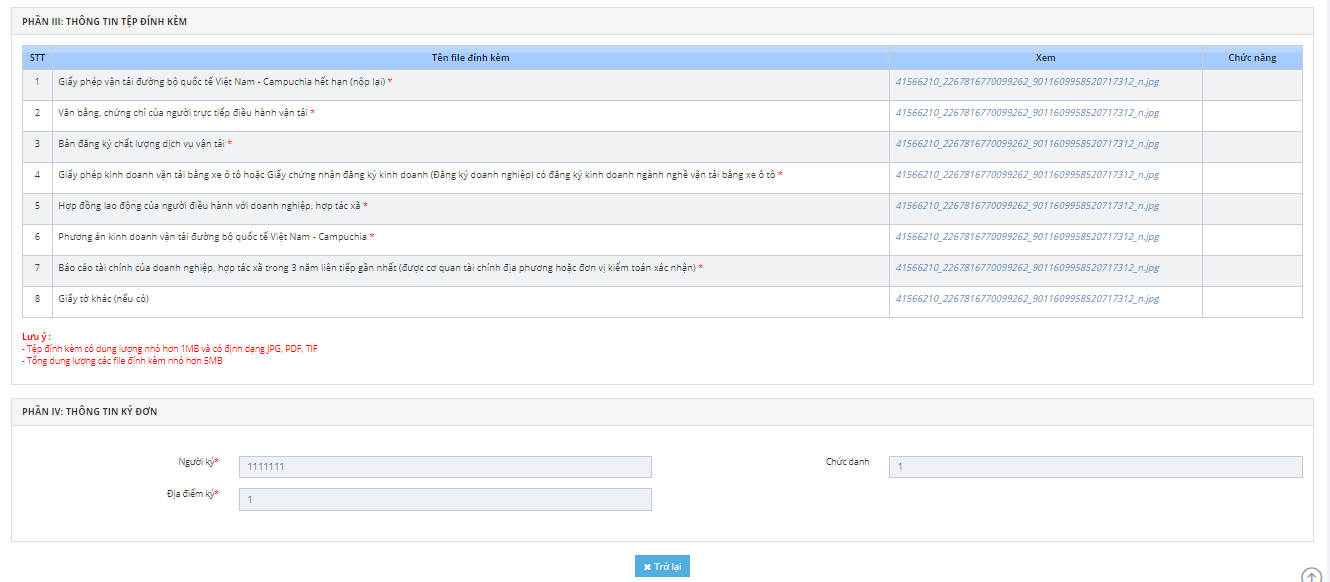 PHẦN III: THÔNG TIN TỆP ĐÍNH KÈM
STT Tên file đính kèm Xem Chức năng
1 Giấy phép vận tải đường bộ quốc tế Việt Nam - Campuchia hết hạn (nộp lại) * 41566210_2267816770099262_9011609958520717312_n.jpg
2 Văn bằng, chứng chỉ của người trực tiếp điều hành vận tải * 41566210_2267816770099262_9011609958520717312_n.jpg
3 Bản đăng ký chất lượng dịch vụ vận tải * 41566210_2267816770099262_9011609958520717312_n.jpg
4 Giấy phép kinh doanh vận tải bằng xe ô tô hoặc Giấy chứng nhận đăng ký kinh doanh (Đăng ký doanh nghiệp) có đăng ký kinh doanh ngành nghề vận tải bằng xe ô tô * 41566210_2267816770099262_9011609958520717312_n.jpg
5 Hợp đồng lao động của người điều hành với doanh nghiệp, hợp tác xã * 41566210_2267816770099262_9011609958520717312_n.jpg
6 Phương án kinh doanh vận tải đường bộ quốc tế Việt Nam - Campuchia * 41566210_2267816770099262_9011609958520717312_n.jpg
7 Báo cáo tài chính của doanh nghiệp, hợp tác xã trong 3 năm liên tiếp gần nhất (được cơ quan tài chính địa phương hoặc đơn vị kiểm toán xác nhận) * 41566210_2267816770099262_9011609958520717312_n.jpg
8 Giấy tờ khác (nếu có) 41566210_2267816770099262_9011609958520717312_n.jpg
Lưu ý :
- Tệp đính kèm có dung lượng nhỏ hơn 1MB và có định dạng JPG, PDF, TIF
- Tổng dung lượng các file đính kèm nhỏ hơn 5MB
PHẦN IV: THÔNG TIN KÝ ĐƠN
Người ký* 1111111 Chức danh 1
Địa điểm ký* 1
✖ Trở lại